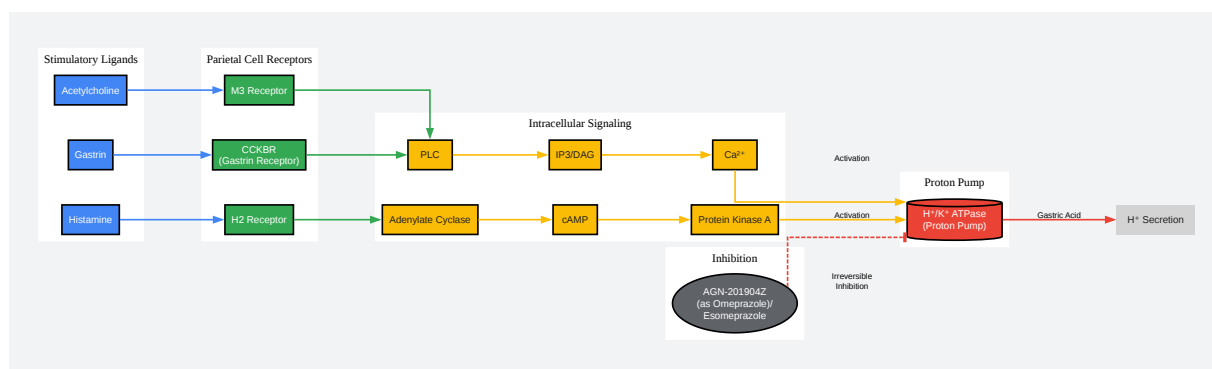 Stimulatory Ligands
Acetylcholine
Gastrin
Histamine
Parietal Cell Receptors
M3 Receptor
CCKBR
(Gastrin Receptor)
H2 Receptor
Intracellular Signaling
PLC
IP3/DAG
Ca²⁺
Adenylate Cyclase
cAMP
Protein Kinase A
Activation
Activation
Proton Pump
H⁺/K⁺ ATPase
(Proton Pump)
Gastric Acid
H⁺ Secretion
Inhibition
AGN-201904Z
(as Omeprazole)/
Esomeprazole
Irreversible
Inhibition